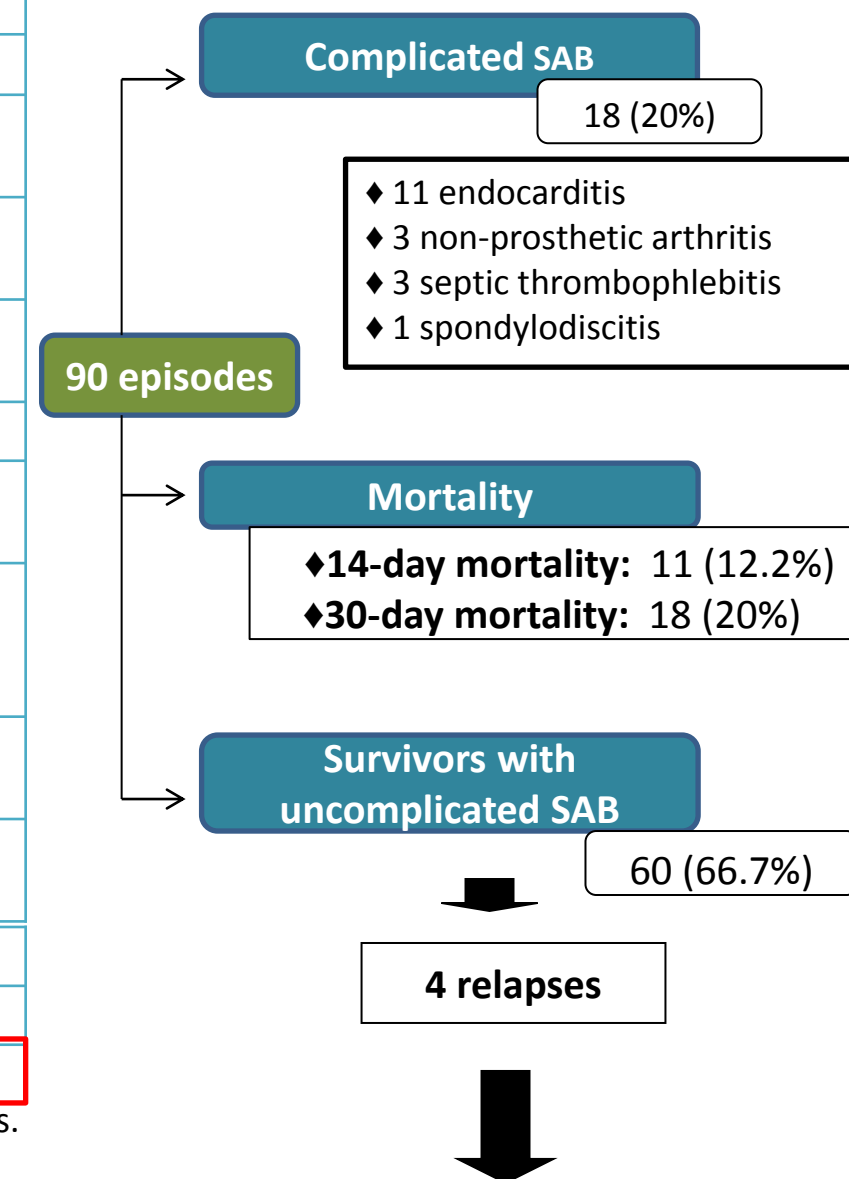 Complicated SAB
18 (20%)
♦ 11 endocarditis
♦ 3 non-prosthetic arthritis
♦ 3 septic thrombophlebitis
♦ 1 spondylodiscitis
90 episodes
Mortality
♦14-day mortality: 11 (12.2%)
♦30-day mortality: 18 (20%)
Survivors with
uncomplicated SAB
60 (66.7%)
4 relapses
s.